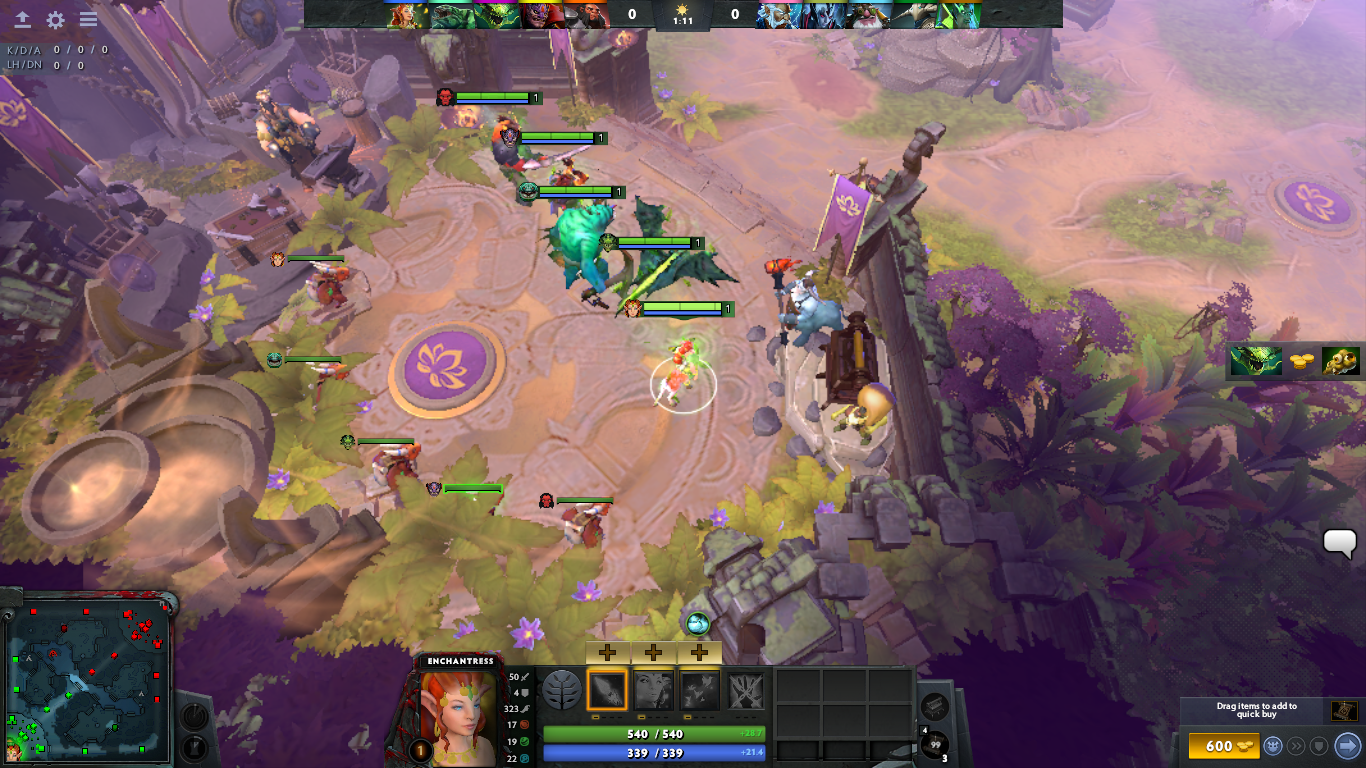 0
1:11
0
K/D/A 0 / 0 / 0
LH/DN 0 / 0
1
1
1
1
1
ENCHANTRESS
50
4
323
17
19
22
1
540 / 540 +28.7
339 / 339 +21.4
4
99
3
Drag items to add to
quick buy
600